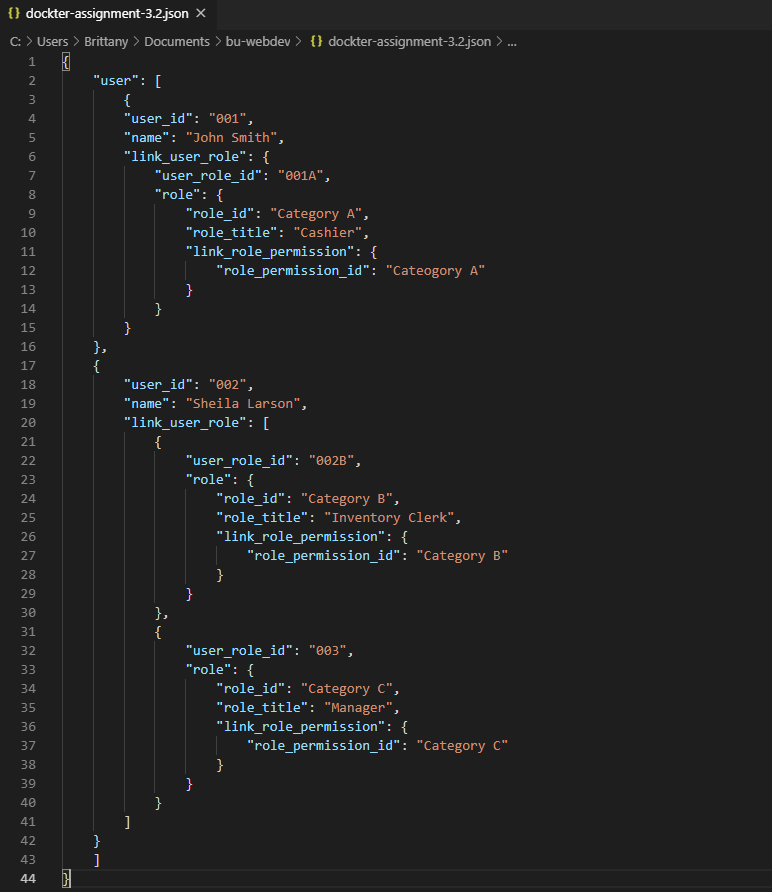 {} dockter-assignment-3.2.json ×
C: > Users > Brittany > Documents > bu-webdev > {} dockter-assignment-3.2.json > ...
1 {
2 "user": [
3 {
4 "user_id": "001",
5 "name": "John Smith",
6 "link_user_role": {
7 "user_role_id": "001A",
8 "role": {
9 "role_id": "Category A",
10 "role_title": "Cashier",
11 "link_role_permission": {
12 "role_permission_id": "Cateogory A"
13 }
14 }
15 }
16 },
17 {
18 "user_id": "002",
19 "name": "Sheila Larson",
20 "link_user_role": [
21 {
22 "user_role_id": "002B",
23 "role": {
24 "role_id": "Category B",
25 "role_title": "Inventory Clerk",
26 "link_role_permission": {
27 "role_permission_id": "Category B"
28 }
29 }
30 },
31 {
32 "user_role_id": "003",
33 "role": {
34 "role_id": "Category C",
35 "role_title": "Manager",
36 "link_role_permission": {
37 "role_permission_id": "Category C"
38 }
39 }
40 }
41 ]
42 }
43 ]
44 }